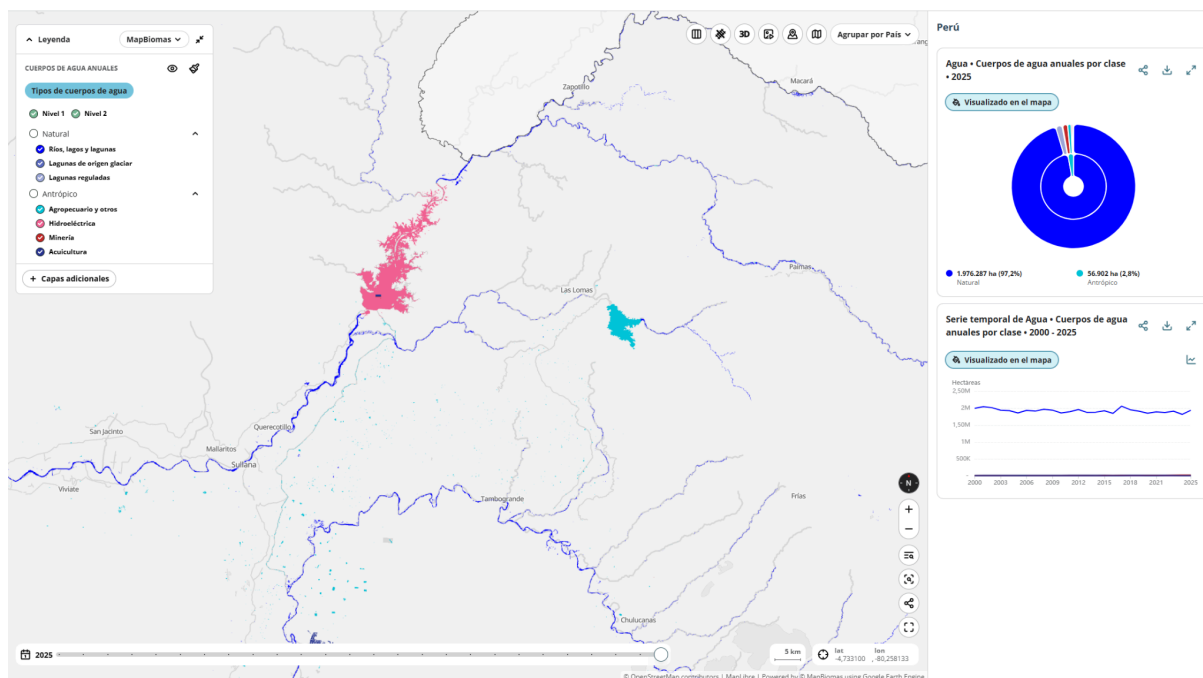 Leyenda
MapBiomas
CUERPOS DE AGUA ANUALES
Tipos de cuerpos de agua
Nivel 1 Nivel 2
Natural
Ríos, lagos y lagunas
Lagunas de origen glaciar
Lagunas reguladas
Antrópico
Agropecuario y otros
Hidroeléctrica
Minería
Acuicultura
+ Capas adicionales
3D
Agrupar por País
Zapotillo
Macará
Paimas
Las Lomas
San Jacinto
Querecotillo
Mallaritos
Sullana
Viviate
Tambogrande
Frías
Chulucanas
N
+
−
2025
5 km
lat
-4,733100
lon
, -80,258133
© OpenStreetMap contributors | MapLibre | Powered by © MapBiomas using Google Earth Engine
Perú
Agua • Cuerpos de agua anuales por clase
• 2025
Visualizado en el mapa
1.976.287 ha (97,2%)
Natural
56.902 ha (2,8%)
Antrópico
Serie temporal de Agua • Cuerpos de agua
anuales por clase • 2000 - 2025
Visualizado en el mapa
Hectáreas
2,50M
2M
1,50M
1M
500K
2000 2003 2006 2009 2012 2015 2018 2021 2025